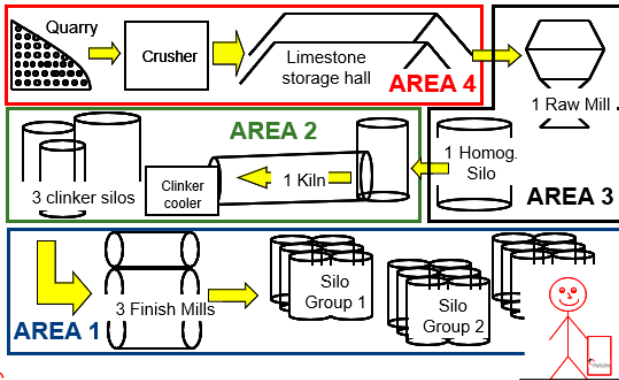 Quarry
Crusher
Limestone
storage hall
AREA 4
1 Raw Mill
AREA 2
3 clinker silos
Clinker
cooler
1 Kiln
1 Homog.
Silo
AREA 3
AREA 1
3 Finish Mills
Silo
Group 1
Silo
Group 2